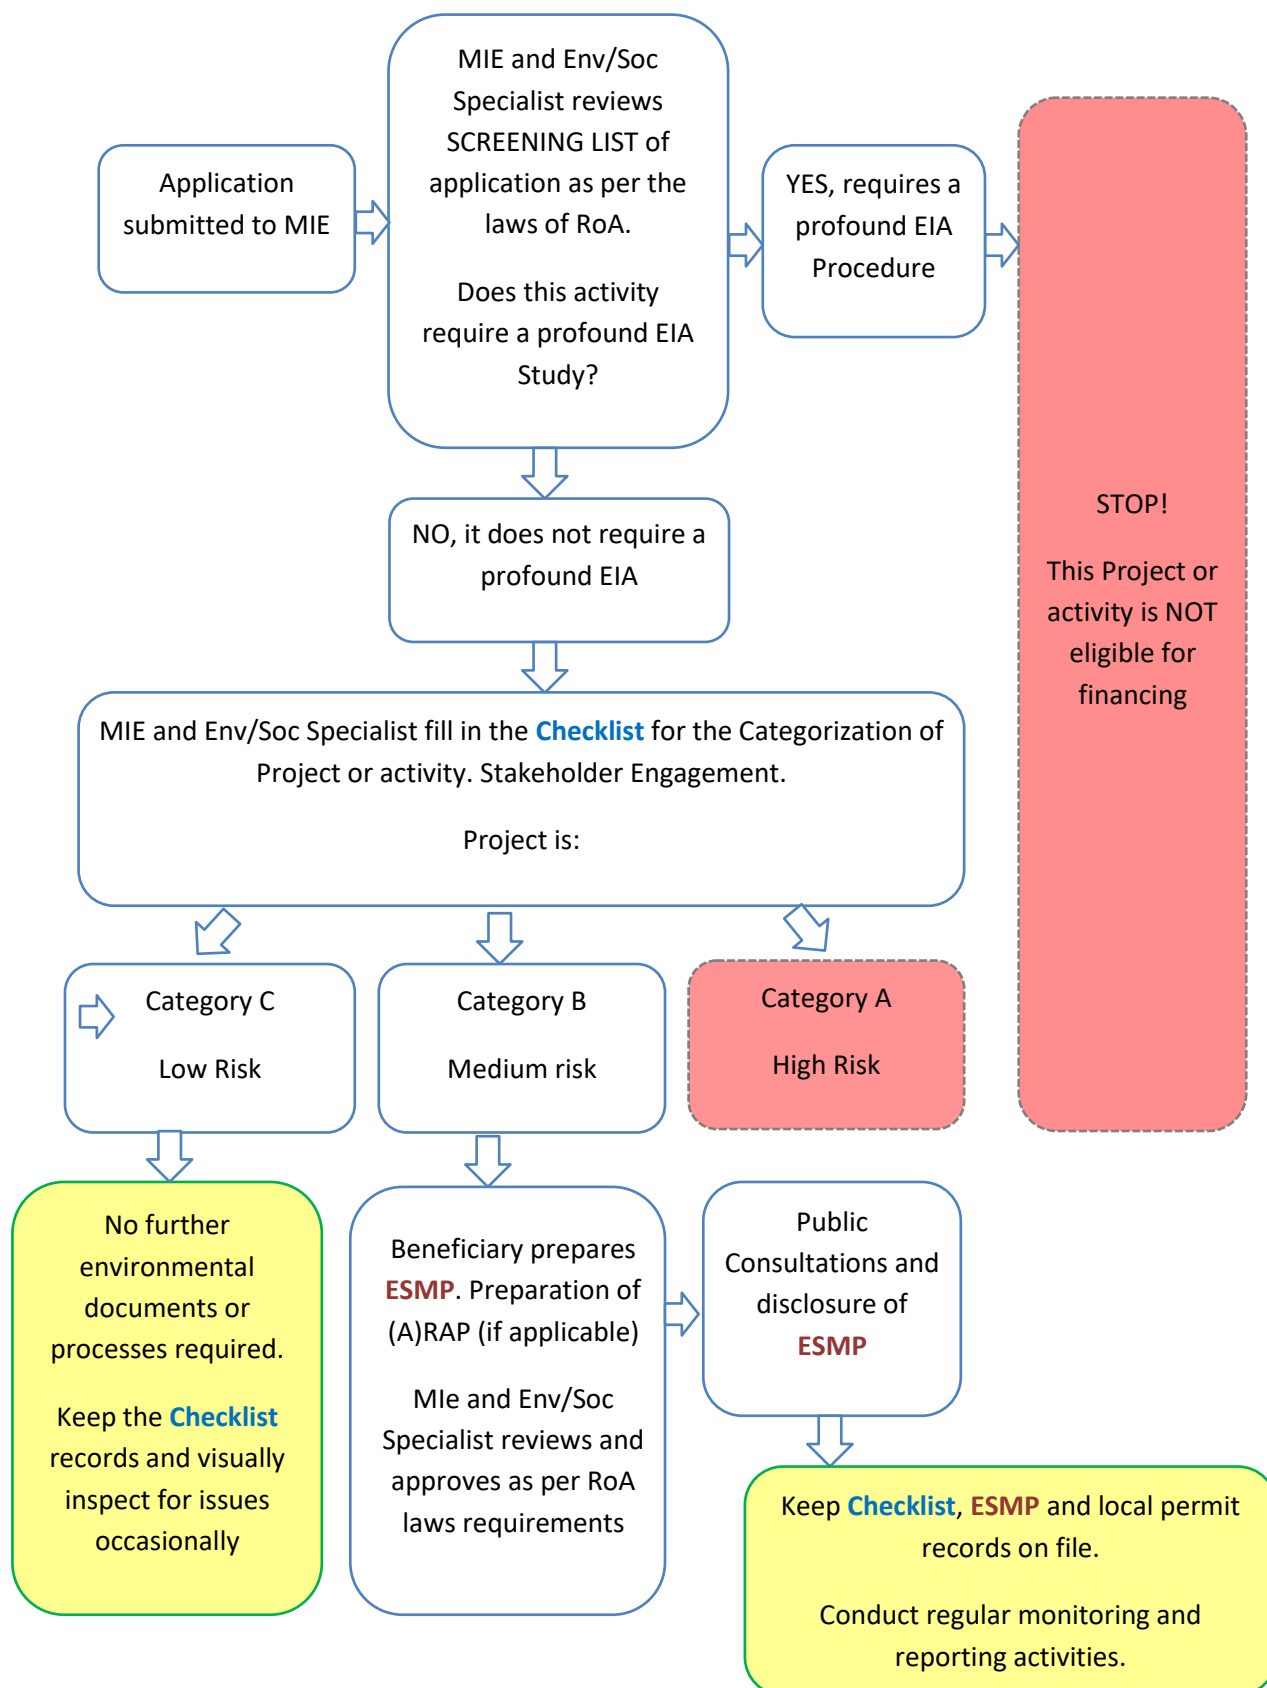 Application
submitted to MIE
MIE and Env/Soc
Specialist reviews
SCREENING LIST of
application as per the
laws of RoA.
Does this activity
require a profound EIA
Study?
YES, requires a
profound EIA
Procedure
STOP!
This Project or
activity is NOT
eligible for
financing
NO, it does not require a
profound EIA
MIE and Env/Soc Specialist fill in the Checklist for the Categorization of
Project or activity. Stakeholder Engagement.
Project is:
Category C
Low Risk
Category B
Medium risk
Category A
High Risk
No further
environmental
documents or
processes required.
Keep the Checklist
records and visually
inspect for issues
occasionally
Beneficiary prepares
ESMP. Preparation of
(A)RAP (if applicable)
MIe and Env/Soc
Specialist reviews and
approves as per RoA
laws requirements
Public
Consultations and
disclosure of
ESMP
Keep Checklist, ESMP and local permit
records on file.
Conduct regular monitoring and
reporting activities.